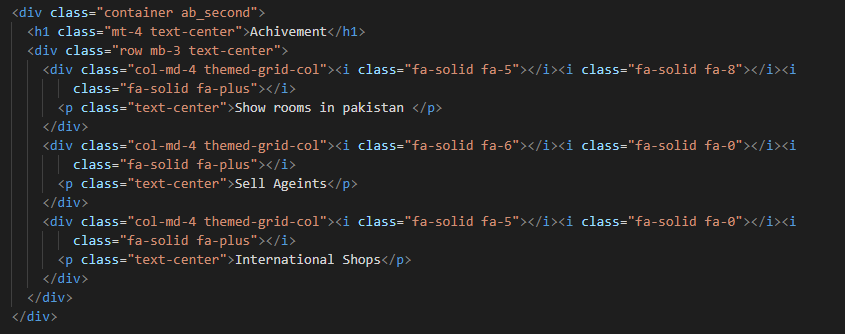 <div class="container ab_second">
<h1 class="mt-4 text-center">Achivement</h1>
<div class="row mb-3 text-center">
<div class="col-md-4 themed-grid-col"><i class="fa-solid fa-5"></i><i class="fa-solid fa-8"></i><i
class="fa-solid fa-plus"></i>
<p class="text-center">Show rooms in pakistan </p>
</div>
<div class="col-md-4 themed-grid-col"><i class="fa-solid fa-6"></i><i class="fa-solid fa-0"></i><i
class="fa-solid fa-plus"></i>
<p class="text-center">Sell Ageints</p>
</div>
<div class="col-md-4 themed-grid-col"><i class="fa-solid fa-5"></i><i class="fa-solid fa-0"></i><i
class="fa-solid fa-plus"></i>
<p class="text-center">International Shops</p>
</div>
</div>
</div>